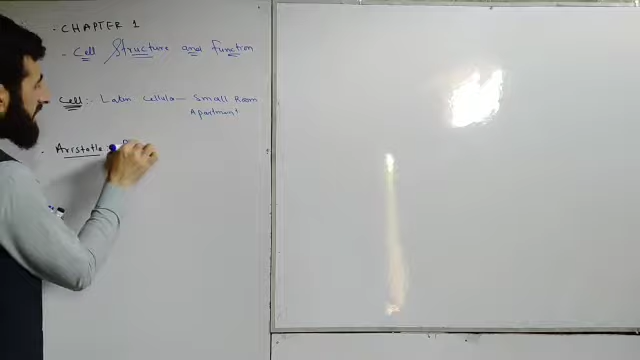 . CHAPTER 1
. Cell Structure and Function
Cell :- Latin Cellula— Small Room
Apartment
. Aristotle :